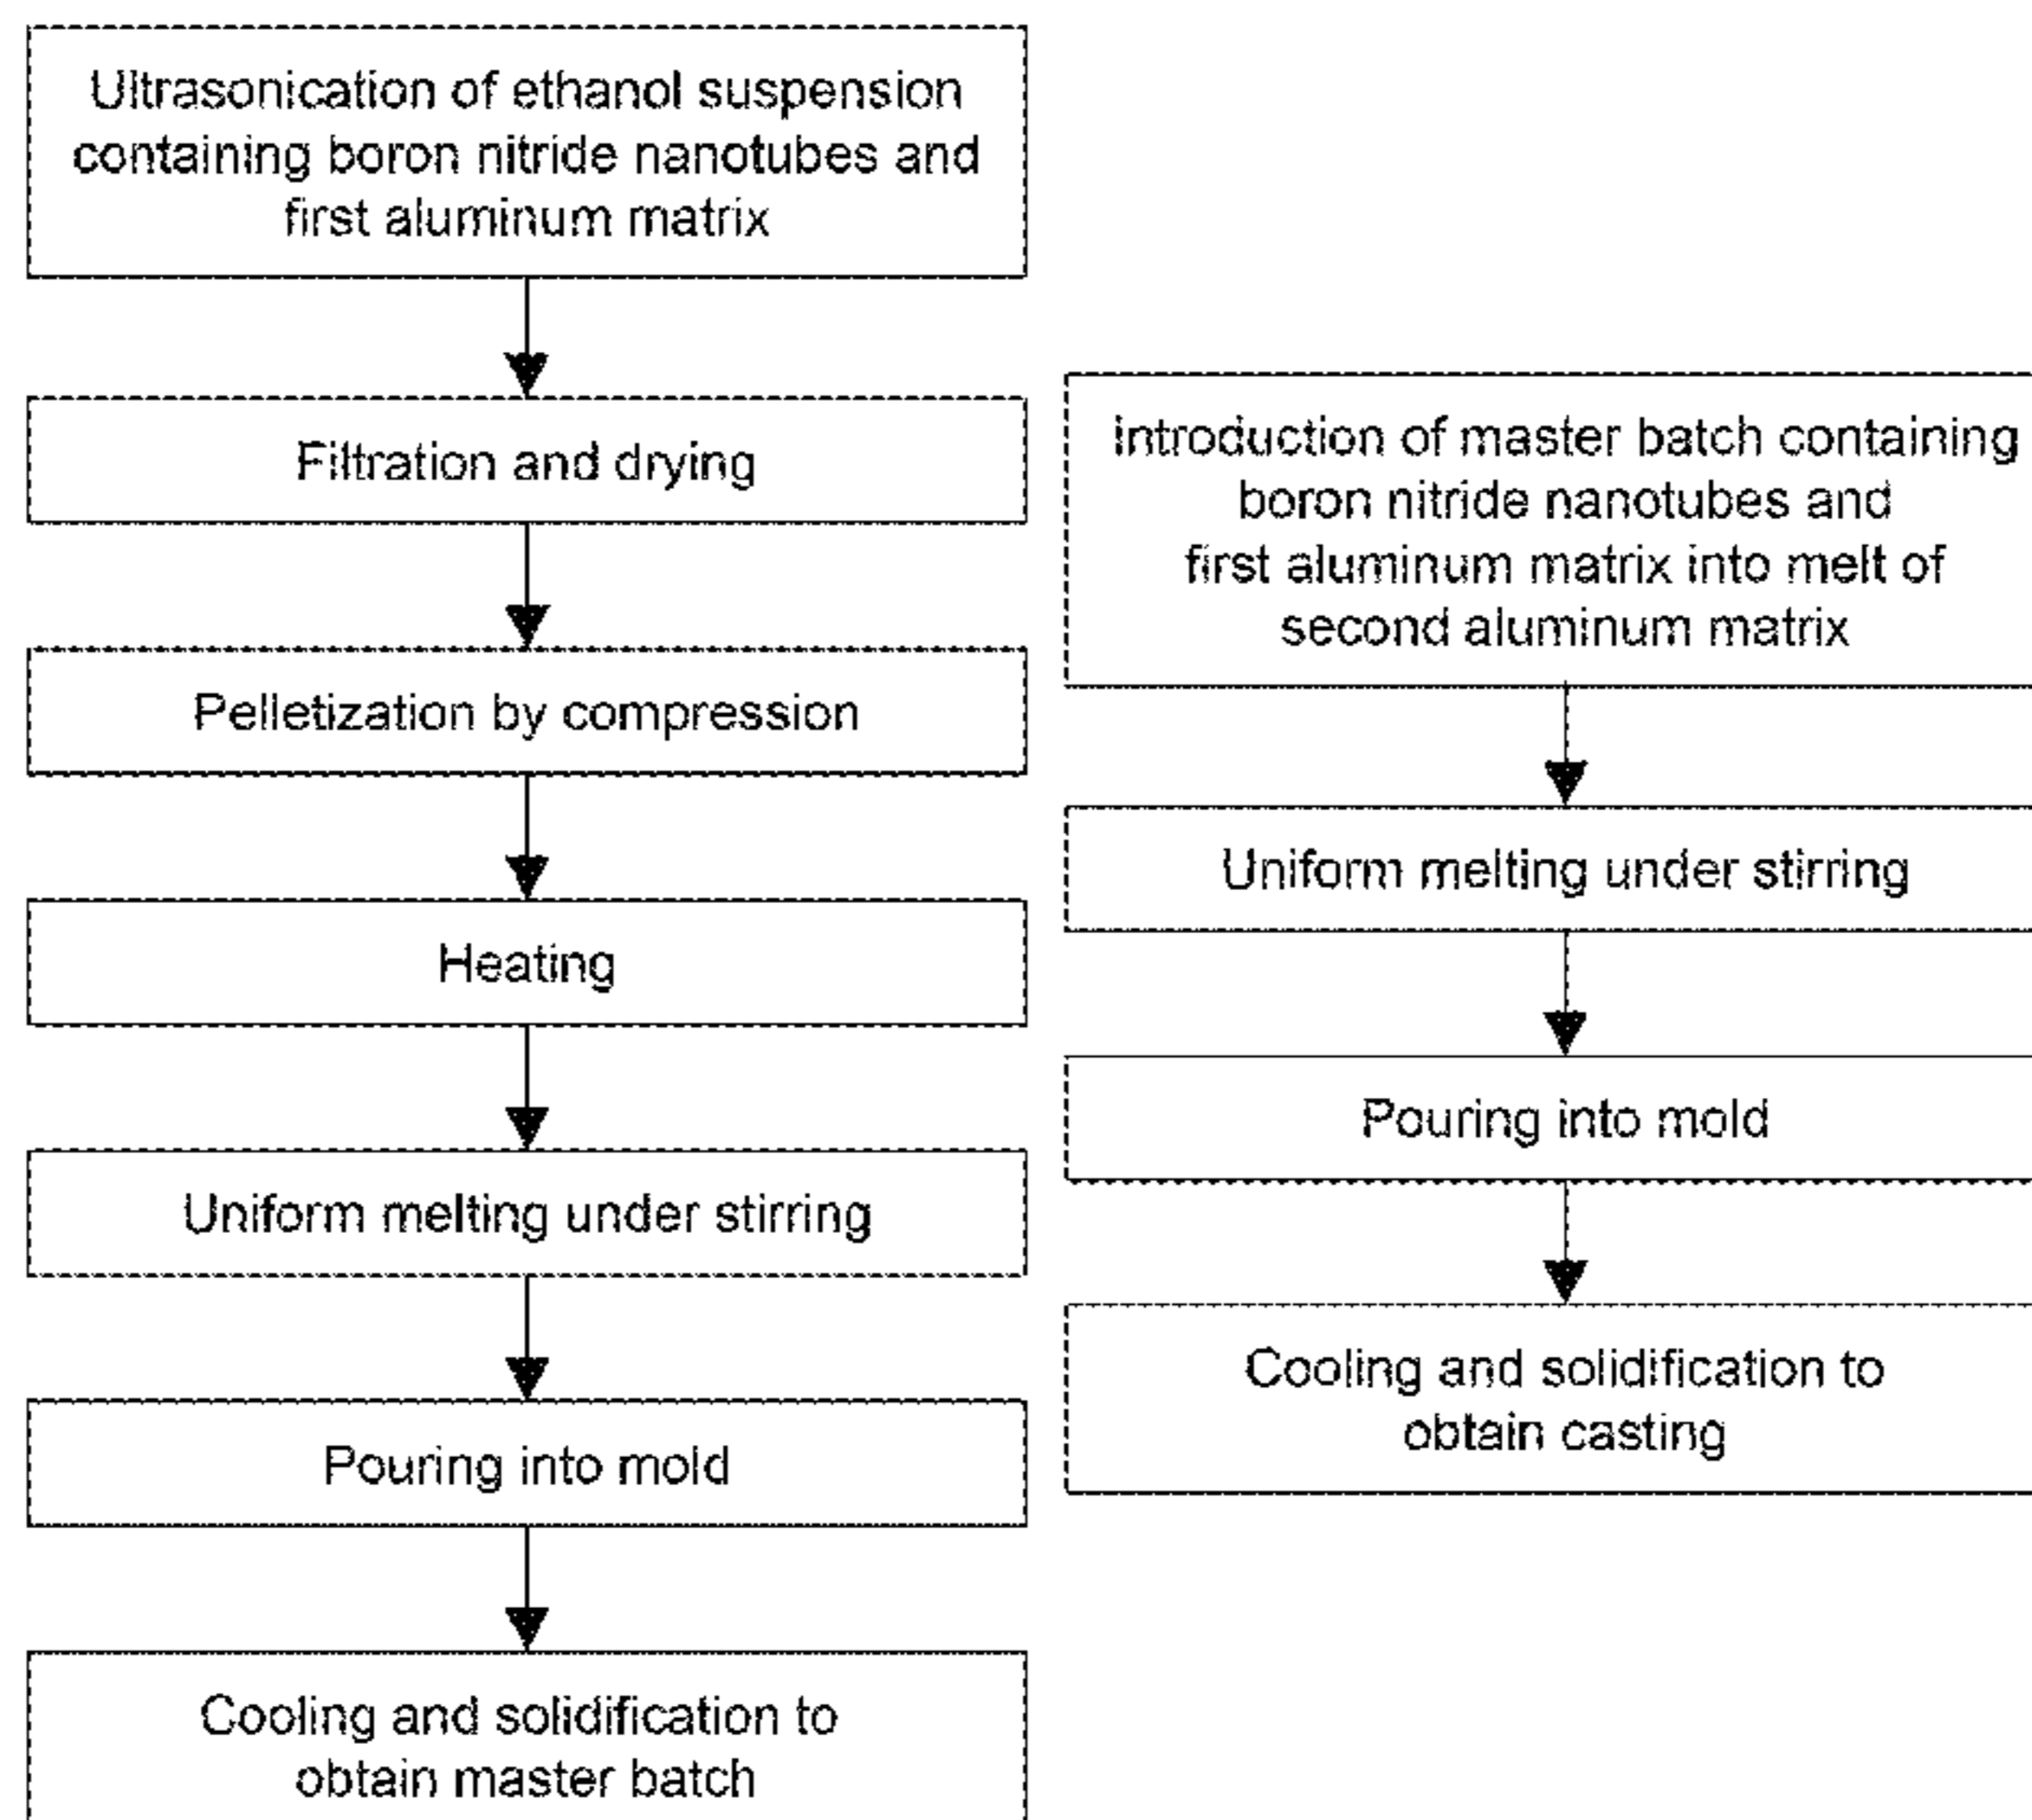 Ultrasonication of ethanol suspension
containing boron nitride nanotubes and
first aluminum matrix
Filtration and drying
Pelletization by compression
Heating
Uniform melting under stirring
Pouring into mold
Cooling and solidification to
obtain master batch
Introduction of master batch containing
boron nitride nanotubes and
first aluminum matrix into melt of
second aluminum matrix
Uniform melting under stirring
Pouring into mold
Cooling and solidification to
obtain casting